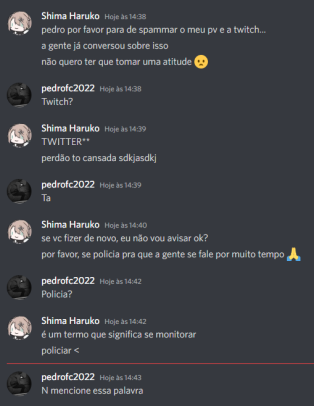 Shima Haruko Hoje às 14:38
pedro por favor para de spammar o meu pv e a twitch...
a gente já conversou sobre isso
não quero ter que tomar uma atitude 😦
pedrofc2022 Hoje às 14:38
Twitch?
Shima Haruko Hoje às 14:39
TWITTER**
perdão to cansada sdkjasdkj
pedrofc2022 Hoje às 14:39
Ta
Shima Haruko Hoje às 14:40
se vc fizer de novo, eu não vou avisar ok?
por favor, se policia pra que a gente se fale por muito tempo 🙏
pedrofc2022 Hoje às 14:42
Policia?
Shima Haruko Hoje às 14:42
é um termo que significa se monitorar
policiar <
pedrofc2022 Hoje às 14:43
N mencione essa palavra